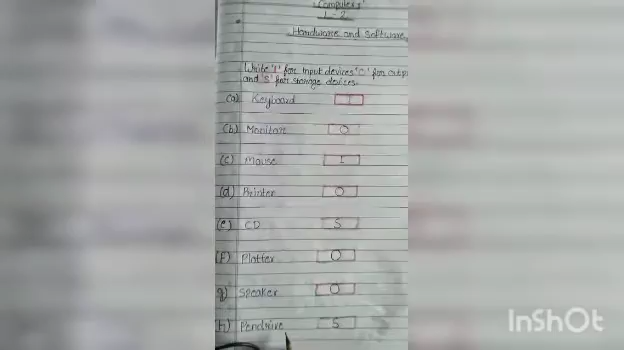 Computers
L - 2
Hardware and Software
Write 'I' for input devices 'O' for outp
and 'S' for storage devices.
(a) Keyboard I
(b) Monitor O
(c) Mouse I
(d) Printer O
(e) CD S
(f) Plotter O
g) Speaker O
(h) Pendrive S
InShOt